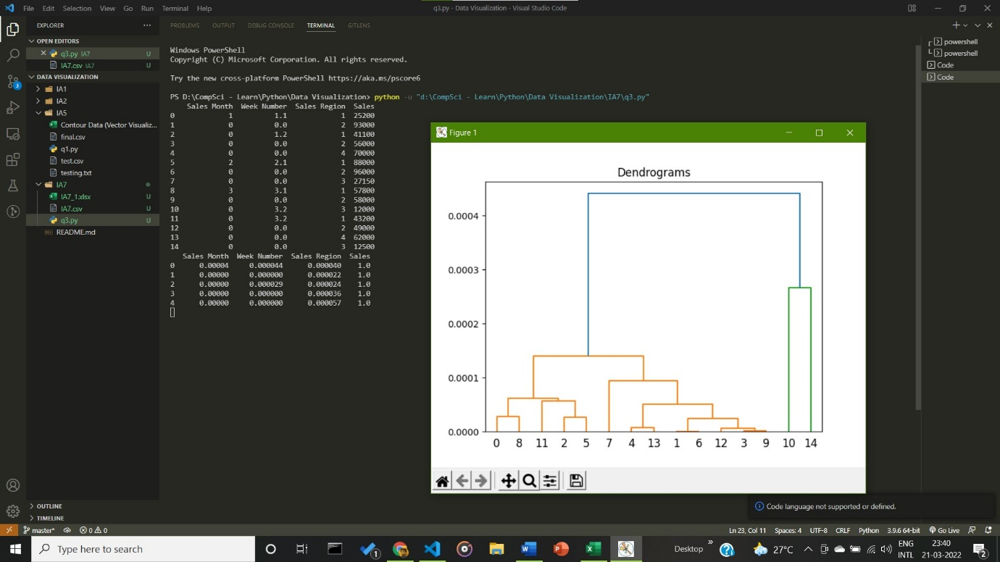 File Edit Selection View Go Run Terminal Help
q3.py - Data Visualization - Visual Studio Code
EXPLORER
OPEN EDITORS
q3.py IA7 U
IA7.csv IA7 U
DATA VISUALIZATION
IA1
IA2
IA5
Contour Data (Vector Visualiz...
final.csv
q1.py
test.csv
testing.txt
IA7
IA7_1.xlsx U
IA7.csv U
q3.py U
README.md
OUTLINE
TIMELINE
3
PROBLEMS OUTPUT DEBUG CONSOLE TERMINAL GITLENS
powershell
powershell
Code
Code
Windows PowerShell
Copyright (C) Microsoft Corporation. All rights reserved.
Try the new cross-platform PowerShell https://aka.ms/pscore6
PS D:\CompSci - Learn\Python\Data Visualization> python -u "d:\CompSci - Learn\Python\Data Visualization\IA7\q3.py"
Sales Month Week Number Sales Region Sales
0 1 1.1 1 25200
1 0 0.0 2 93000
2 0 1.2 1 41100
3 0 0.0 2 56000
4 0 0.0 4 70000
5 2 2.1 1 88000
6 0 0.0 2 96000
7 0 0.0 3 27150
8 3 3.1 1 57800
9 0 0.0 2 58000
10 0 3.2 3 12000
11 0 3.2 1 43200
12 0 0.0 2 49000
13 0 0.0 4 62000
14 0 0.0 3 12500
Sales Month Week Number Sales Region Sales
0 0.00004 0.000044 0.000040 1.0
1 0.00000 0.000000 0.000022 1.0
2 0.00000 0.000029 0.000024 1.0
3 0.00000 0.000000 0.000036 1.0
4 0.00000 0.000000 0.000057 1.0
Figure 1
Dendrograms
0.0004
0.0003
0.0002
0.0001
0.0000
0 8 11 2 5 7 4 13 1 6 12 3 9 10 14
Code language not supported or defined.
master* 0 0
Ln 23, Col 11 Spaces: 4 UTF-8 CRLF Python 3.9.6 64-bit Go Live
Type here to search
1
Desktop
27°C
ENG
INTL
23:40
21-03-2022
2